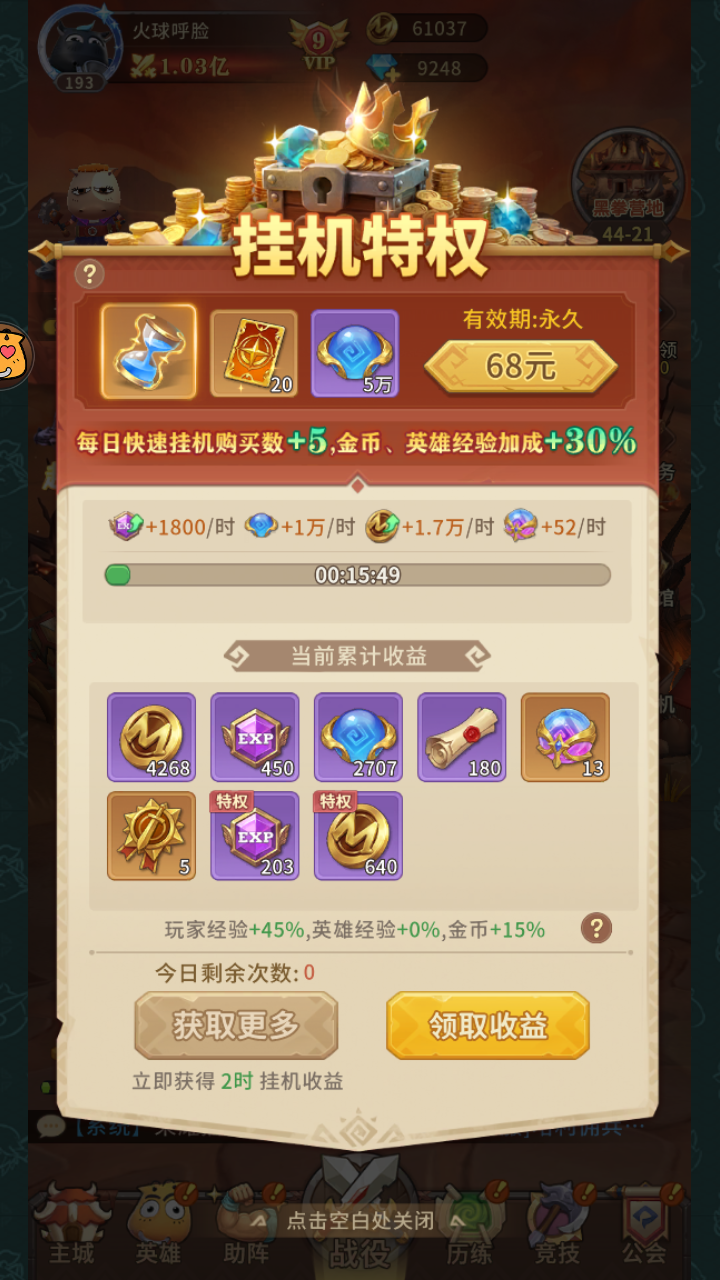 火球呼脸
193
1.03亿
9
VIP
61037
9248
黑拳营地
44-21
挂机特权
?
20
5万
有效期:永久
68元
每日快速挂机购买数+5,金币、英雄经验加成+30%
+1800/时 +1万/时 +1.7万/时 +52/时
00:15:49
当前累计收益
4268
EXP
450
2707
180
13
5
特权
EXP
203
特权
640
玩家经验+45%,英雄经验+0%,金币+15%
?
今日剩余次数:0
获取更多
领取收益
立即获得 2时 挂机收益
点击空白处关闭
主城
英雄
助阵
战役
历练
竞技
公会